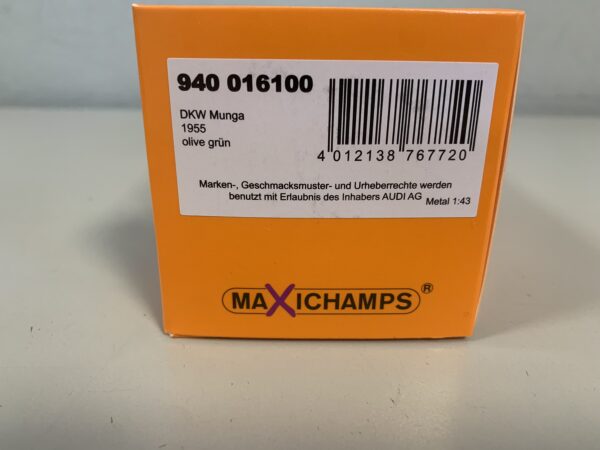 940 016100
DKW Munga
1955
olive grün
4 012138 767720
Marken-, Geschmacksmuster- und Urheberrechte werden
benutzt mit Erlaubnis des Inhabers AUDI AG
Metal 1:43
MAXICHAMPS ®